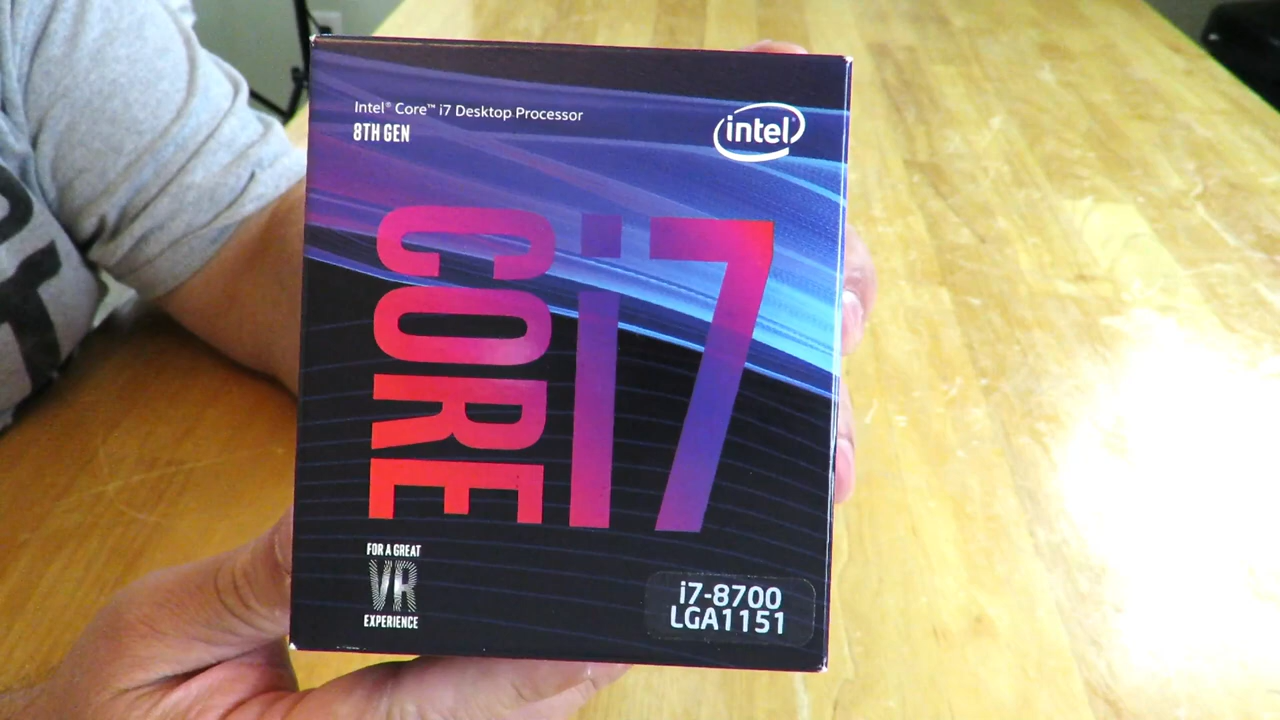 Intel® Core™ i7 Desktop Processor
8TH GEN
intel
CORE
i7
FOR A GREAT
VR
EXPERIENCE
i7-8700
LGA1151